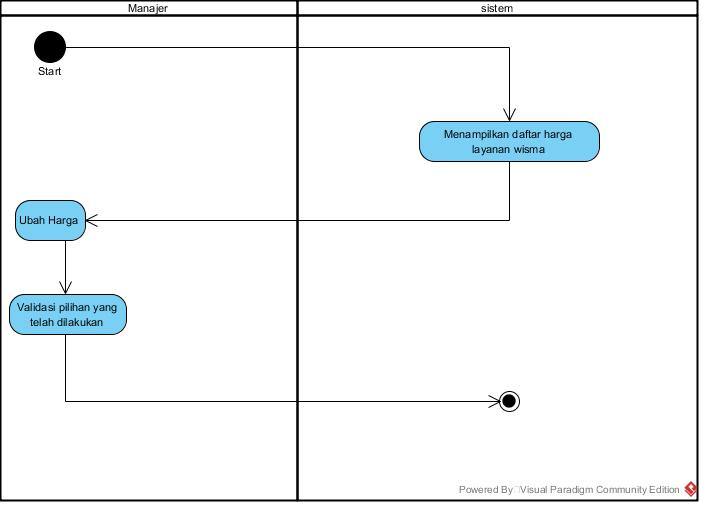 Manajer
sistem
Start
Menampilkan daftar harga
layanan wisma
Ubah Harga
Validasi pilihan yang
telah dilakukan
Powered By Visual Paradigm Community Edition